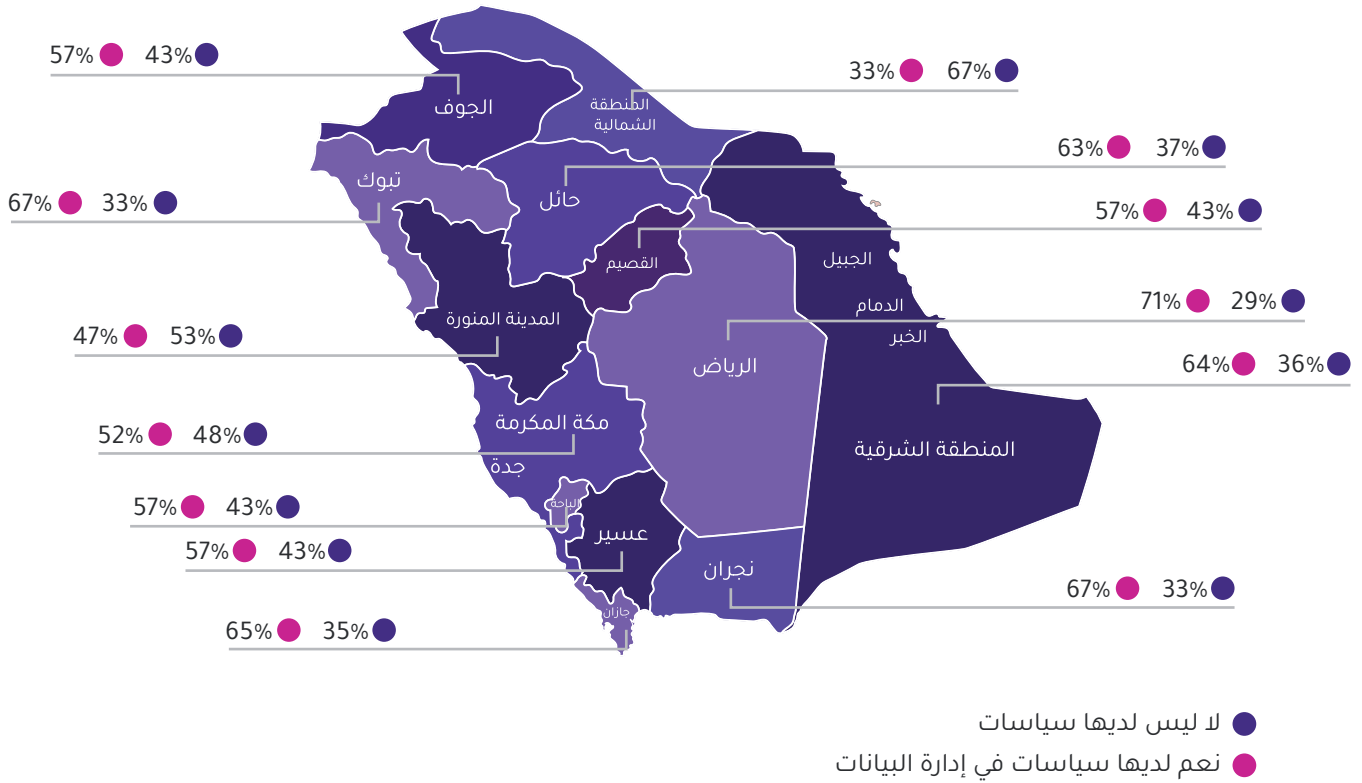 57% 43%
33% 67%
الجوف
المنطقة
الشمالية
63% 37%
تبوك
حائل
67% 33%
57% 43%
القصيم
الجبيل
71% 29%
الدمام
المدينة المنورة
47% 53%
الخبر
الرياض
64% 36%
مكة المكرمة
52% 48%
المنطقة الشرقية
جدة
57% 43%
الباحة
عسير
57% 43%
نجران
67% 33%
جازان
65% 35%
لا ليس لديها سياسات
نعم لديها سياسات في إدارة البيانات